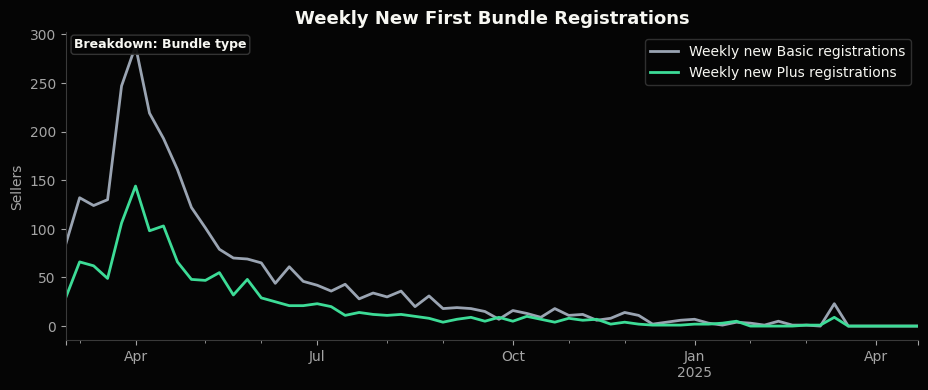 Weekly New First Bundle Registrations
Breakdown: Bundle type
Weekly new Basic registrations
Weekly new Plus registrations
Sellers
300
250
200
150
100
50
0
Apr
Jul
Oct
Jan
2025
Apr